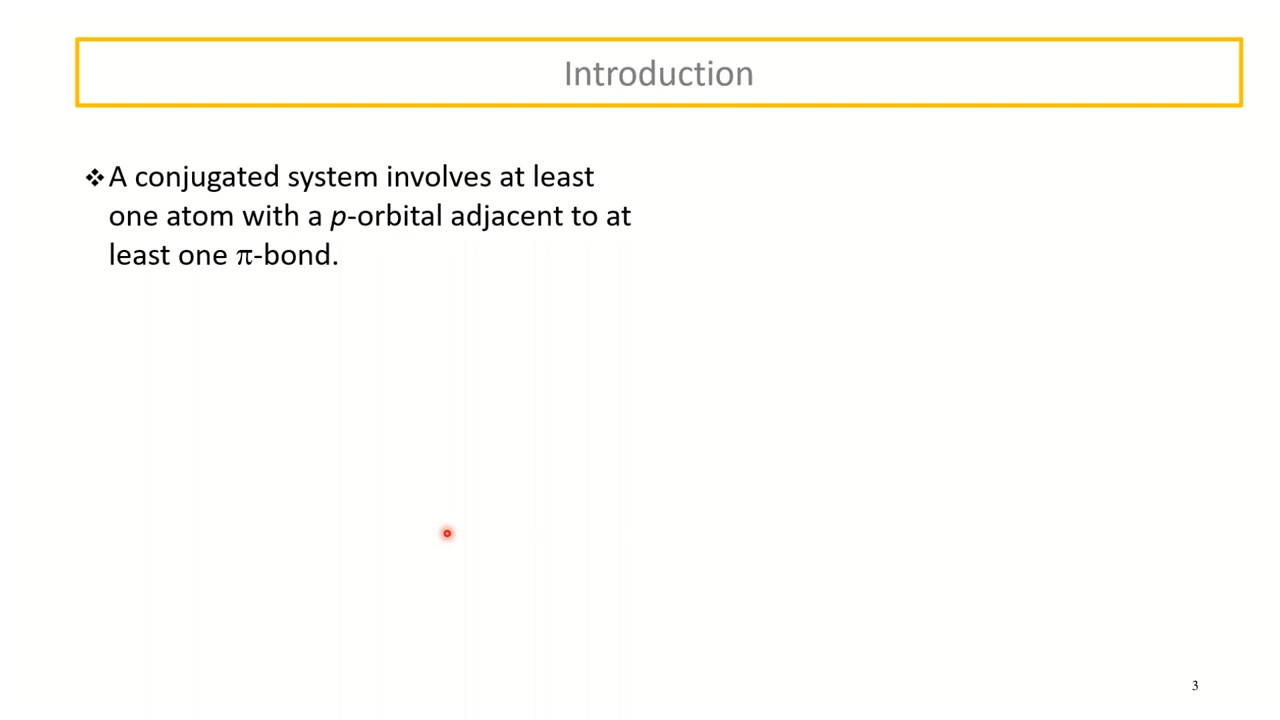 Introduction
❖A conjugated system involves at least
one atom with a p-orbital adjacent to at
least one π-bond.
3